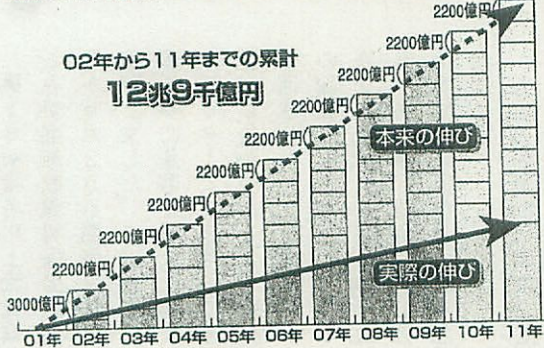 02年から11年までの累計
12兆9千億円
2200億円
2200億円
2200億円
2200億円
2200億円
2200億円
2200億円
2200億円
2200億円
3000億円
本来の伸び
実際の伸び
01年 02年 03年 04年 05年 06年 07年 08年 09年 10年 11年